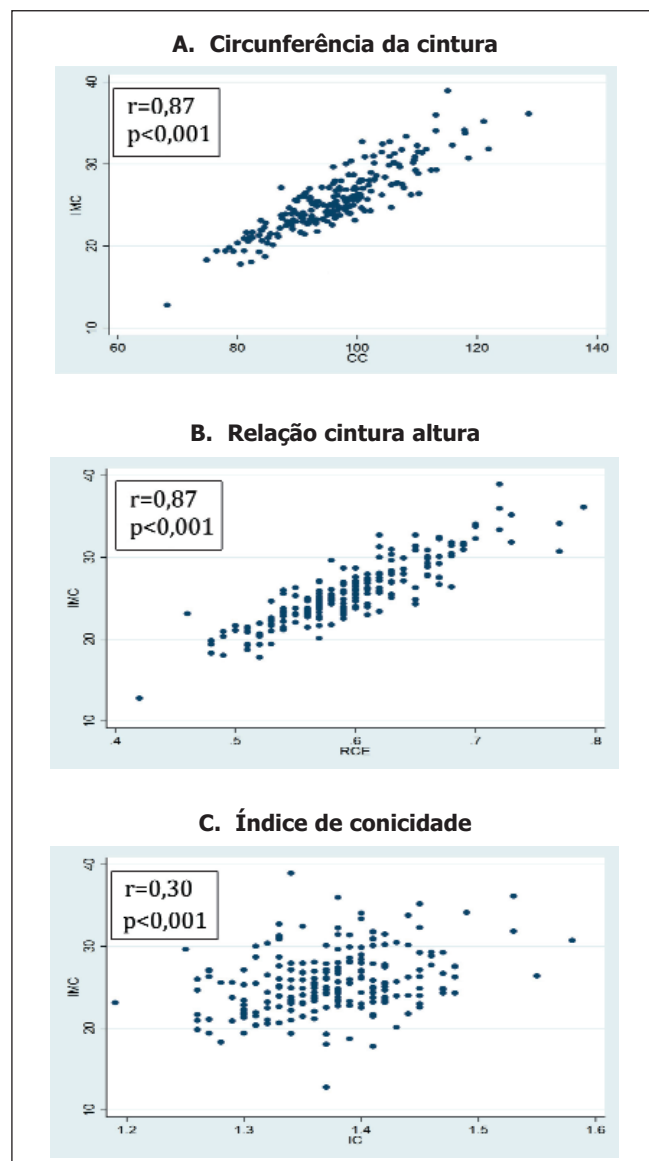 A. Circunferência da cintura
40
r=0,87
p<0,001
30
IMC
20
10
60 80 100 120 140
CC
B. Relação cintura altura
40
r=0,87
p<0,001
30
IMC
20
10
.4 .5 .6 .7 .8
RCE
C. Índice de conicidade
40
r=0,30
p<0,001
30
IMC
20
10
1.2 1.3 1.4 1.5 1.6
IC